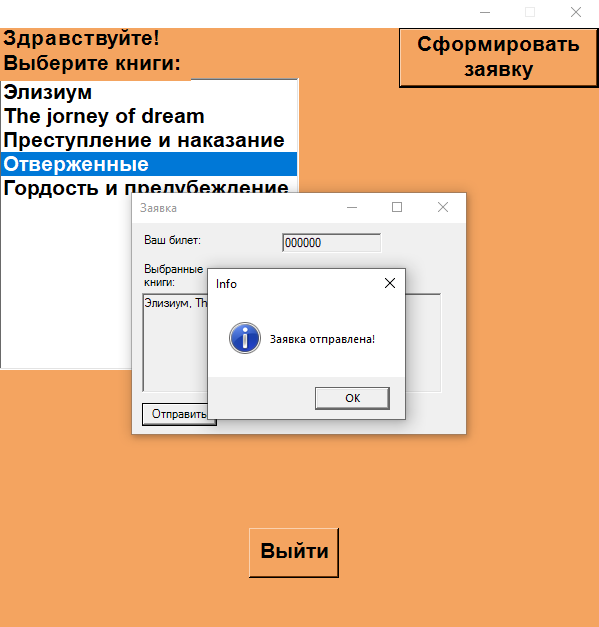 Здравствуйте!
Выберите книги:
Сформировать
заявку
Элизиум
The jorney of dream
Преступление и наказание
Отверженные
Гордость и предубеждение
Заявка
Ваш билет:
000000
Выбранные
книги:
Элизиум, Th
Info
Заявка отправлена!
OK
Отправить
Выйти